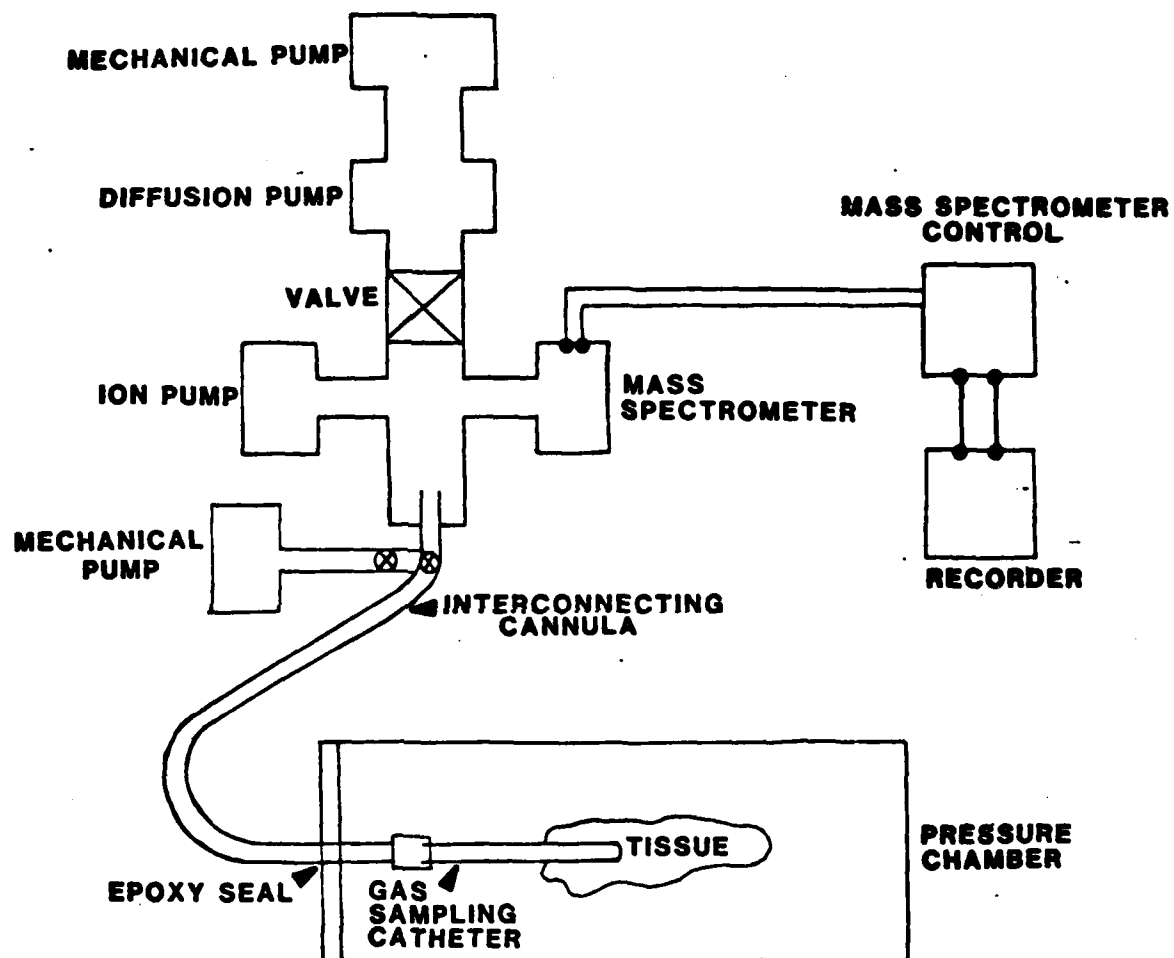 MECHANICAL PUMP
DIFFUSION PUMP
MASS SPECTROMETER
CONTROL
VALVE
ION PUMP
MASS
SPECTROMETER
MECHANICAL
PUMP
RECORDER
INTERCONNECTING
CANNULA
TISSUE
PRESSURE
CHAMBER
EPOXY SEAL
GAS
SAMPLING
CATHETER